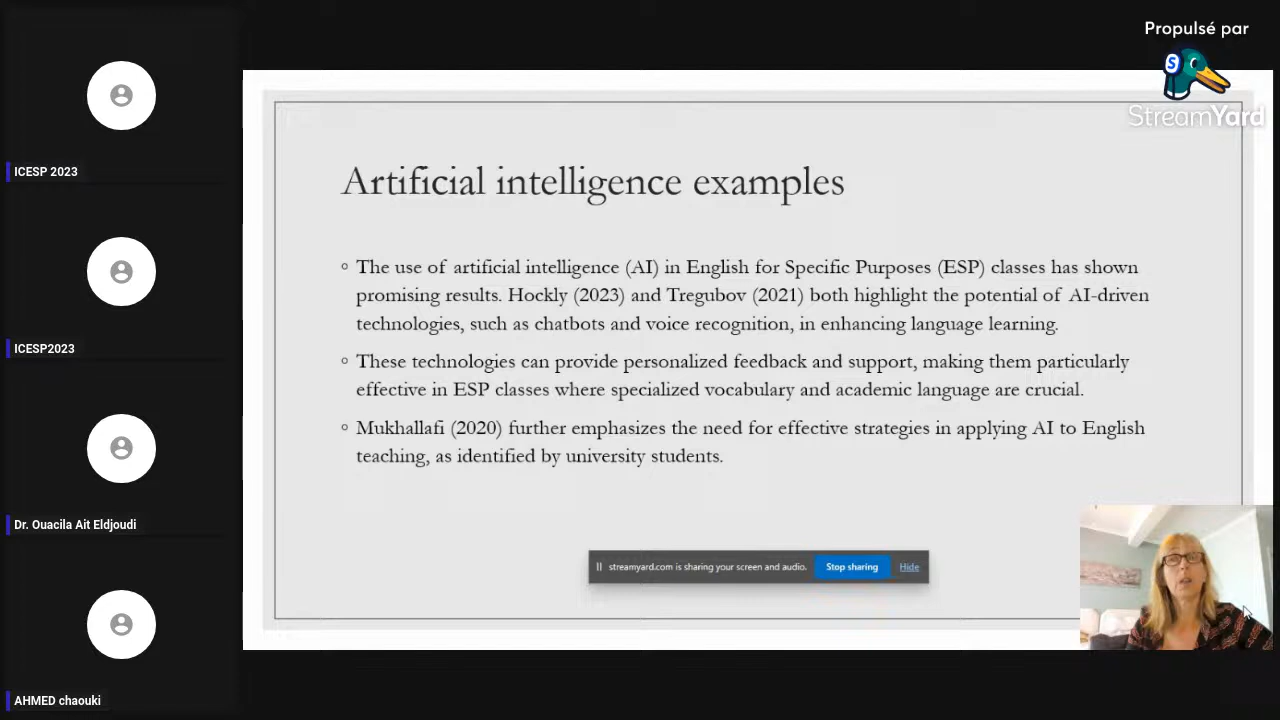 Propulsé par
StreamYard
ICESP 2023
ICESP2023
Dr. Ouacila Ait Eldjoudi
AHMED chaouki
Artificial intelligence examples
◦ The use of artificial intelligence (AI) in English for Specific Purposes (ESP) classes has shown
promising results. Hockly (2023) and Tregubov (2021) both highlight the potential of AI-driven
technologies, such as chatbots and voice recognition, in enhancing language learning.
◦ These technologies can provide personalized feedback and support, making them particularly
effective in ESP classes where specialized vocabulary and academic language are crucial.
◦ Mukhallafi (2020) further emphasizes the need for effective strategies in applying AI to English
teaching, as identified by university students.
streamyard.com is sharing your screen and audio. Stop sharing Hide